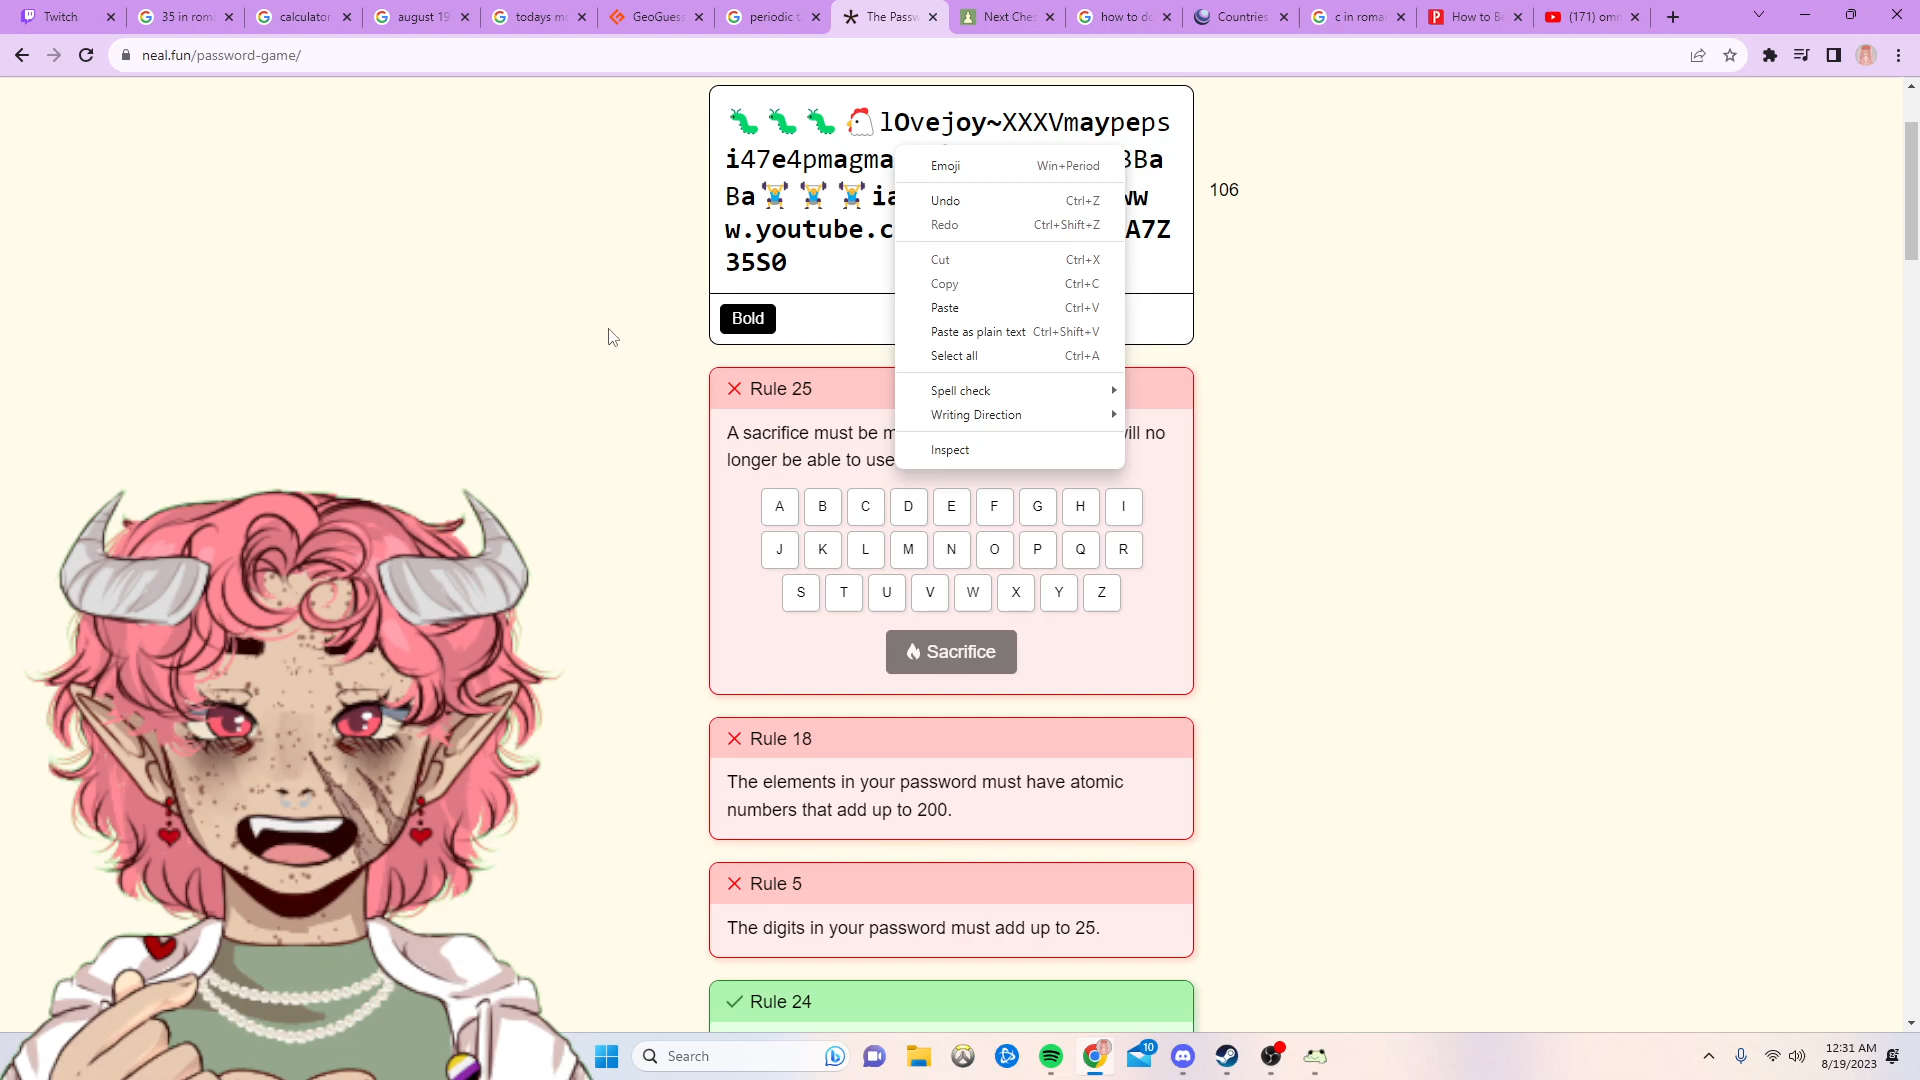 Twitch
35 in rom
calculator
august 19
todays m
GeoGuess
periodic t
The Passw
Next Ches
how to d
Countries
c in roma
How to B
(171) om
neal.fun/password-game/
lOvejoy~XXXVmaypeps
i47e4pmagma
BBa
Ba
w.youtube.c
A7Z
35S0
106
Bold
Emoji Win+Period
Undo Ctrl+Z
Redo Ctrl+Shift+Z
Cut Ctrl+X
Copy Ctrl+C
Paste Ctrl+V
Paste as plain text Ctrl+Shift+V
Select all Ctrl+A
Spell check
Writing Direction
Inspect
Rule 25
A sacrifice must be m ill no
longer be able to use
A B C D E F G H I
J K L M N O P Q R
S T U V W X Y Z
Sacrifice
Rule 18
The elements in your password must have atomic
numbers that add up to 200.
Rule 5
The digits in your password must add up to 25.
Rule 24
Search
10
12:31 AM
8/19/2023